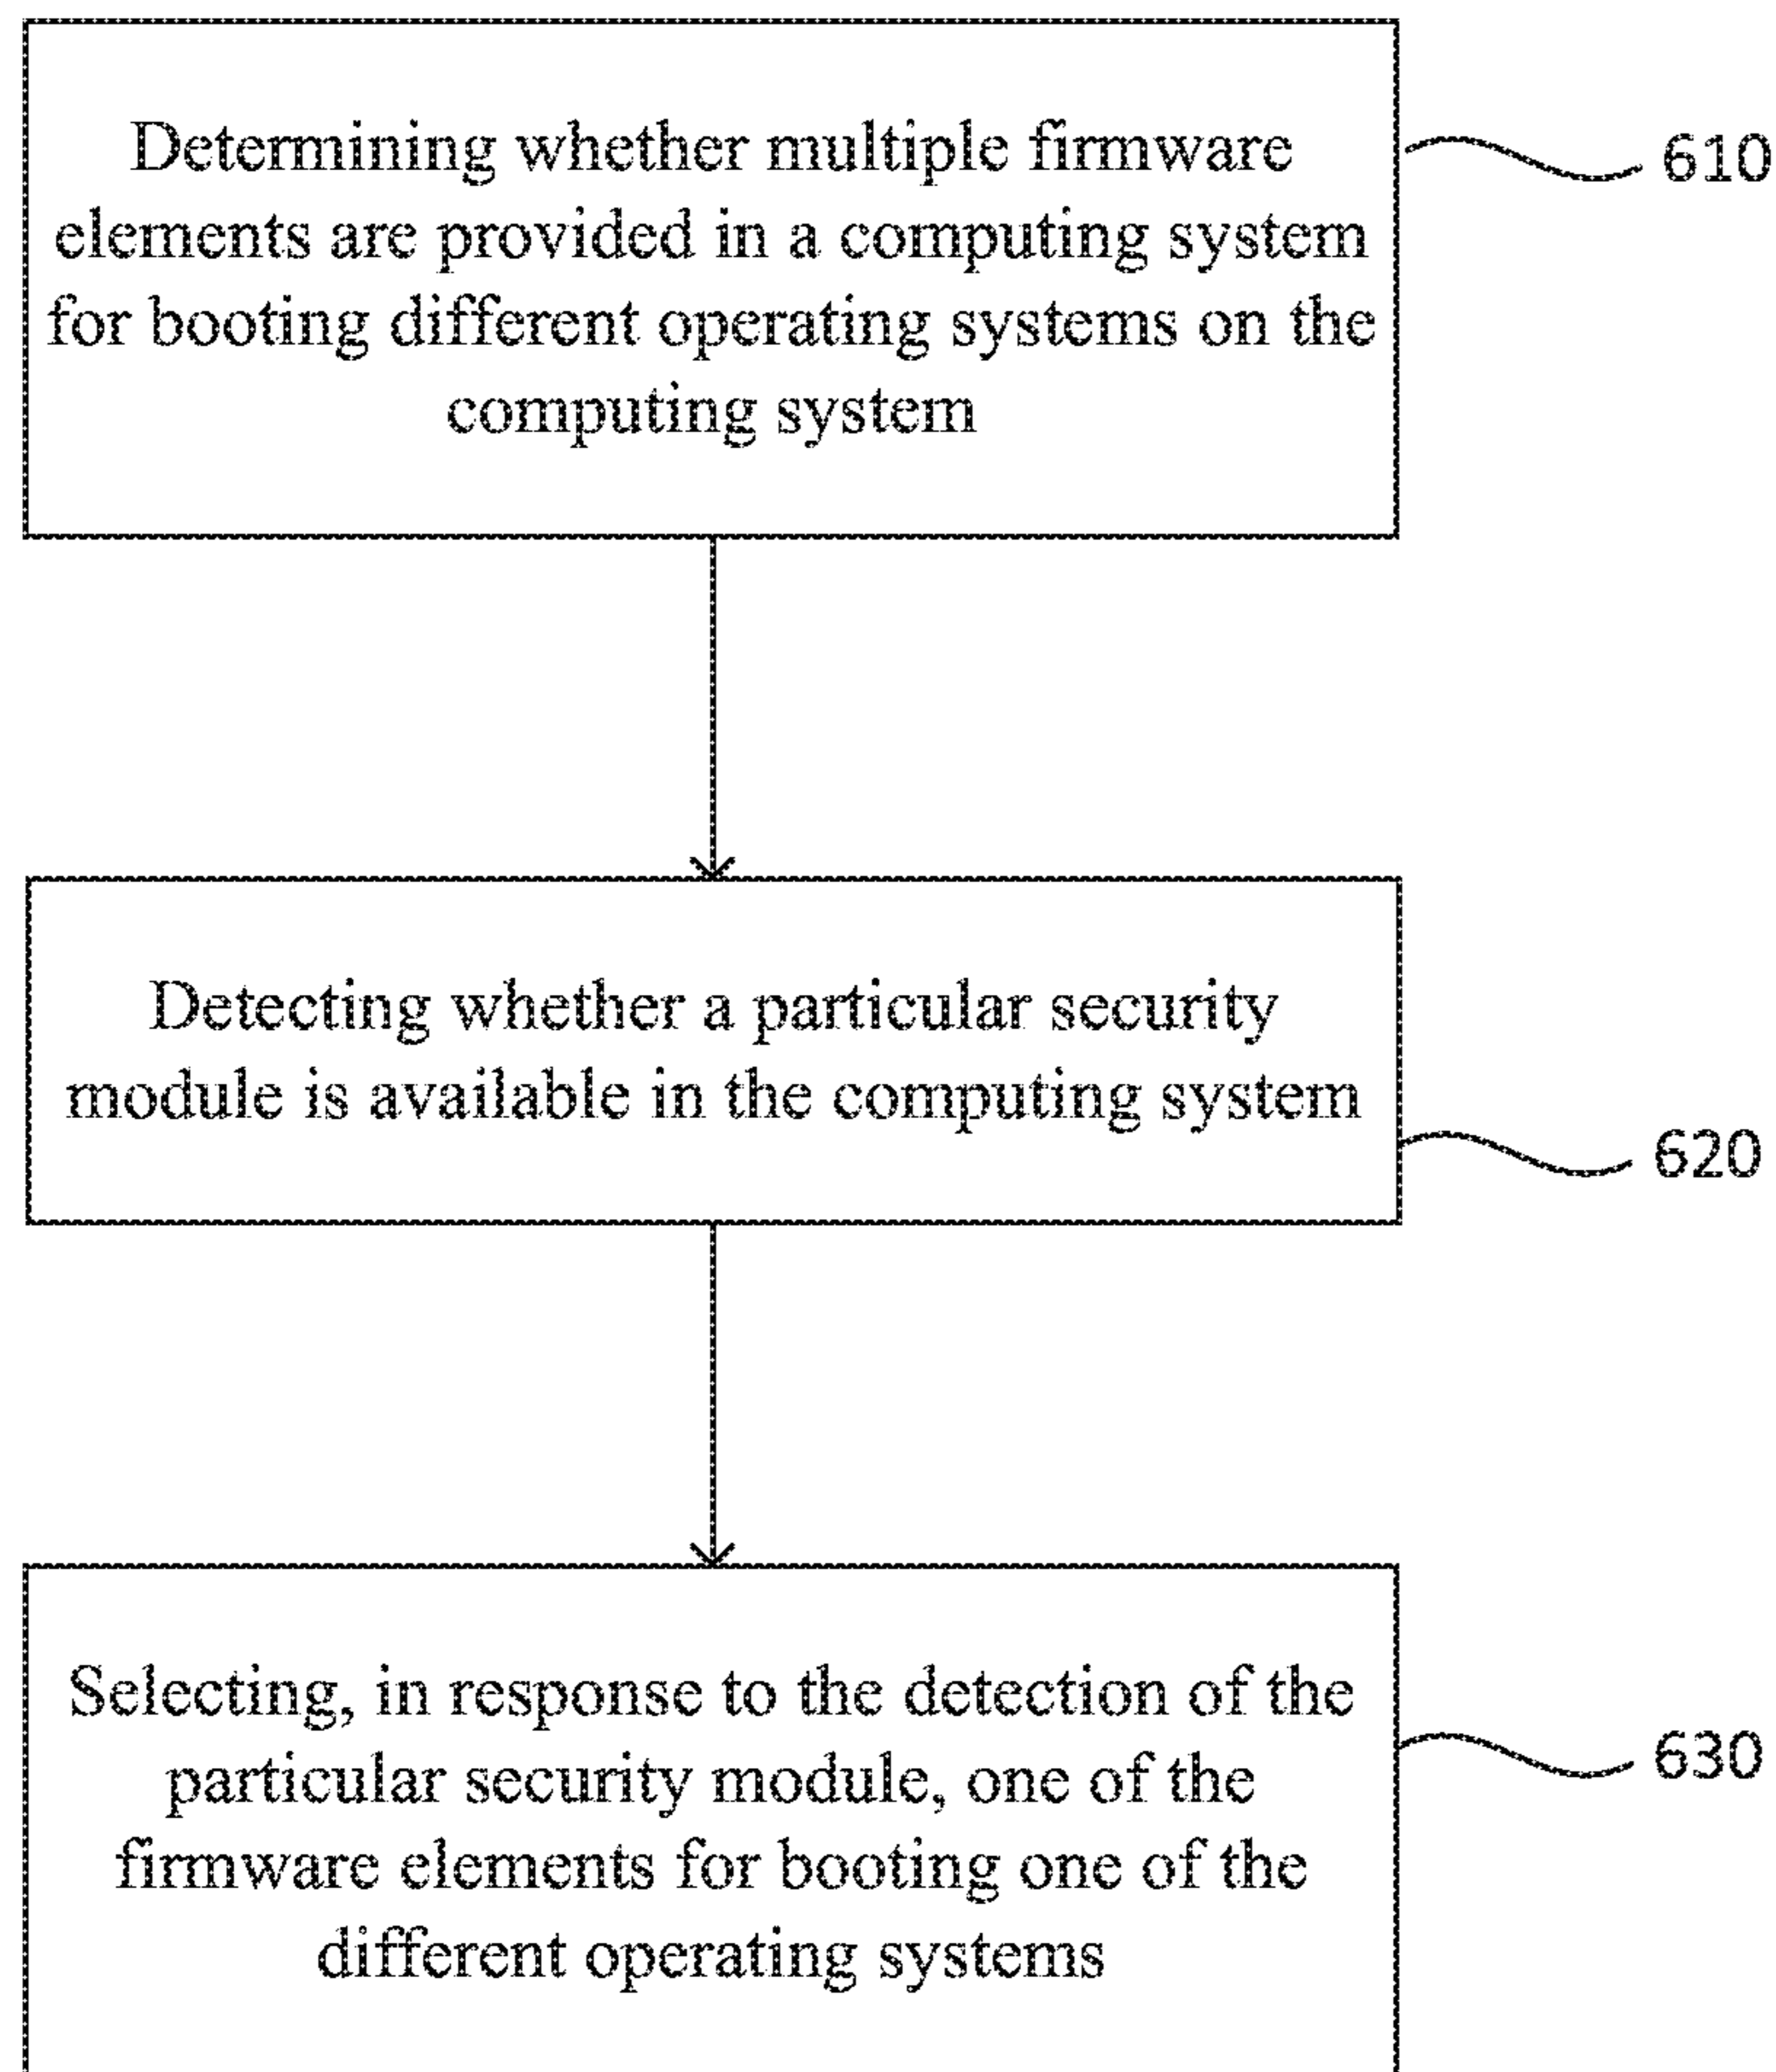 Determining whether multiple firmware
elements are provided in a computing system
for booting different operating systems on the
computing system
610
Detecting whether a particular security
module is available in the computing system
620
Selecting, in response to the detection of the
particular security module, one of the
firmware elements for booting one of the
different operating systems
630